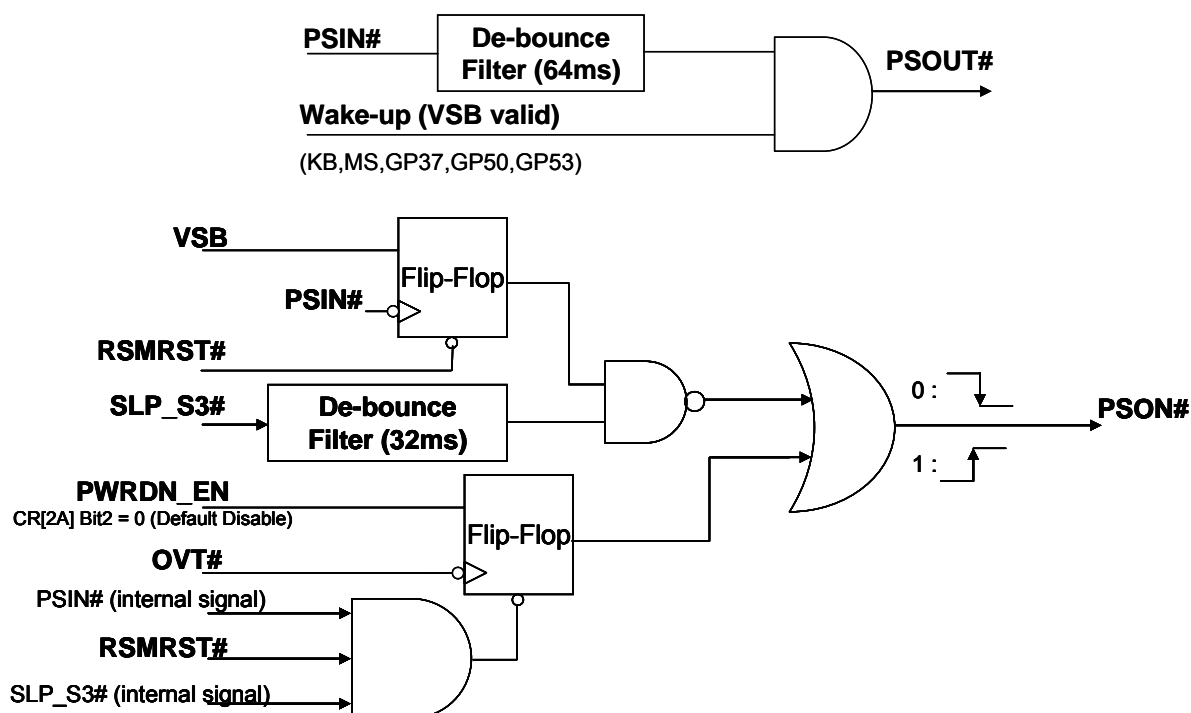 PSIN#
De-bounce
Filter (64ms)
PSOUT#
Wake-up (VSB valid)
(KB,MS,GP37,GP50,GP53)
VSB
Flip-Flop
PSIN#
RSMRST#
SLP_S3#
De-bounce
Filter (32ms)
0 :
PSON#
1 :
PWRDN_EN
CR[2A] Bit2 = 0 (Default Disable)
Flip-Flop
OVT#
PSIN# (internal signal)
RSMRST#
SLP_S3# (internal signal)